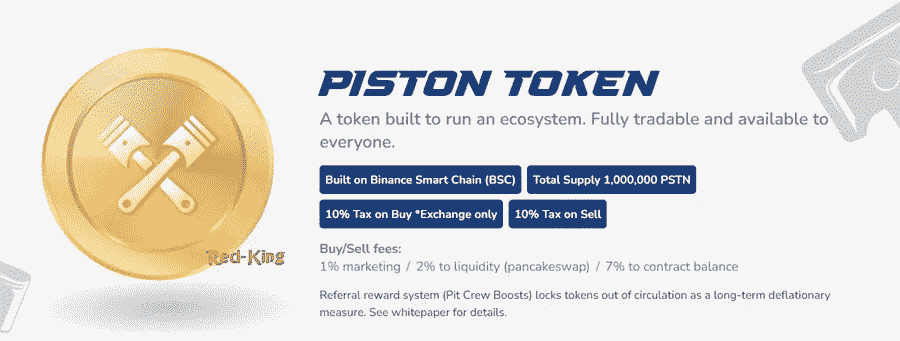 PISTON TOKEN
A token built to run an ecosystem. Fully tradable and available to
everyone.
Built on Binance Smart Chain (BSC) Total Supply 1,000,000 PSTN
10% Tax on Buy *Exchange only 10% Tax on Sell
Red-King
Buy/Sell fees:
1% marketing / 2% to liquidity (pancakeswap) / 7% to contract balance
Referral reward system (Pit Crew Boosts) locks tokens out of circulation as a long-term deflationary
measure. See whitepaper for details.